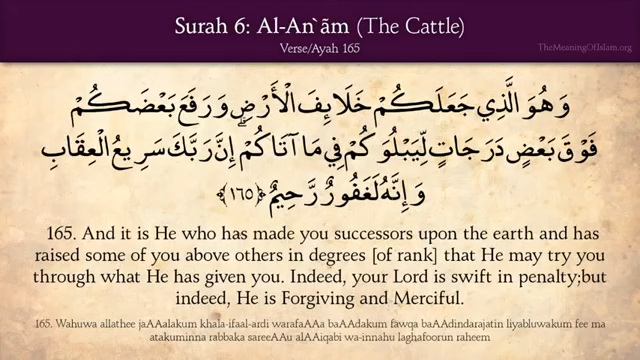 Surah 6: Al-An`ãm (The Cattle)
Verse/Ayah 165
TheMeaningOfIslam.org
وَهُوَ الَّذِي جَعَلَكُمْ خَلَائِفَ الْأَرْضِ وَرَفَعَ بَعْضَكُمْ
فَوْقَ بَعْضٍ دَرَجَاتٍ لِّيَبْلُوَكُمْ فِي مَا آتَاكُمْ ۗ إِنَّ رَبَّكَ سَرِيعُ الْعِقَابِ
وَإِنَّهُ لَغَفُورٌ رَّحِيمٌ ﴿١٦٥﴾
165. And it is He who has made you successors upon the earth and has
raised some of you above others in degrees [of rank] that He may try you
through what He has given you. Indeed, your Lord is swift in penalty;but
indeed, He is Forgiving and Merciful.
165. Wahuwa allathee jaAAalakum khala-ifaal-ardi warafaAAa baAAdakum fawqa baAAdindarajatin liyabluwakum fee ma
atakuminna rabbaka sareeAAu alAAiqabi wa-innahu laghafoorun raheem